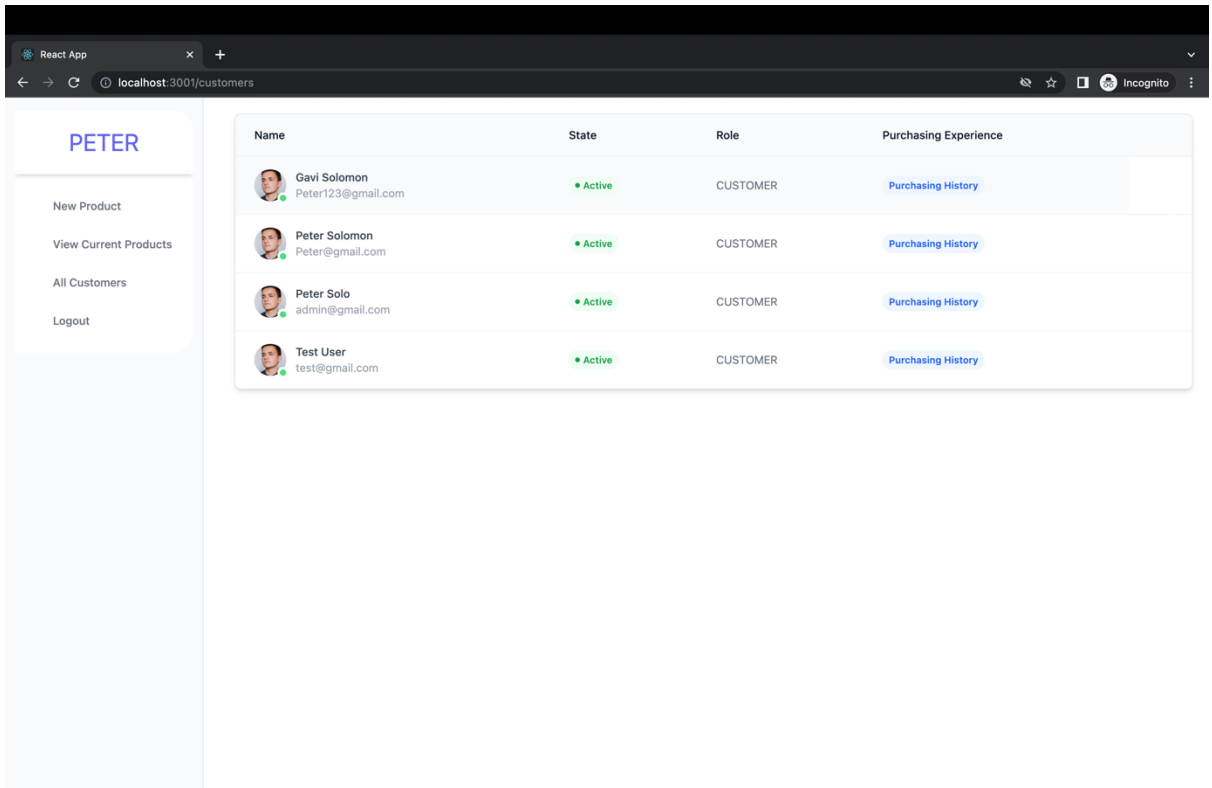 React App
localhost:3001/customers
Incognito
PETER
New Product
View Current Products
All Customers
Logout
Name State Role Purchasing Experience
Gavi Solomon
Peter123@gmail.com
Active CUSTOMER Purchasing History
Peter Solomon
Peter@gmail.com
Active CUSTOMER Purchasing History
Peter Solo
admin@gmail.com
Active CUSTOMER Purchasing History
Test User
test@gmail.com
Active CUSTOMER Purchasing History